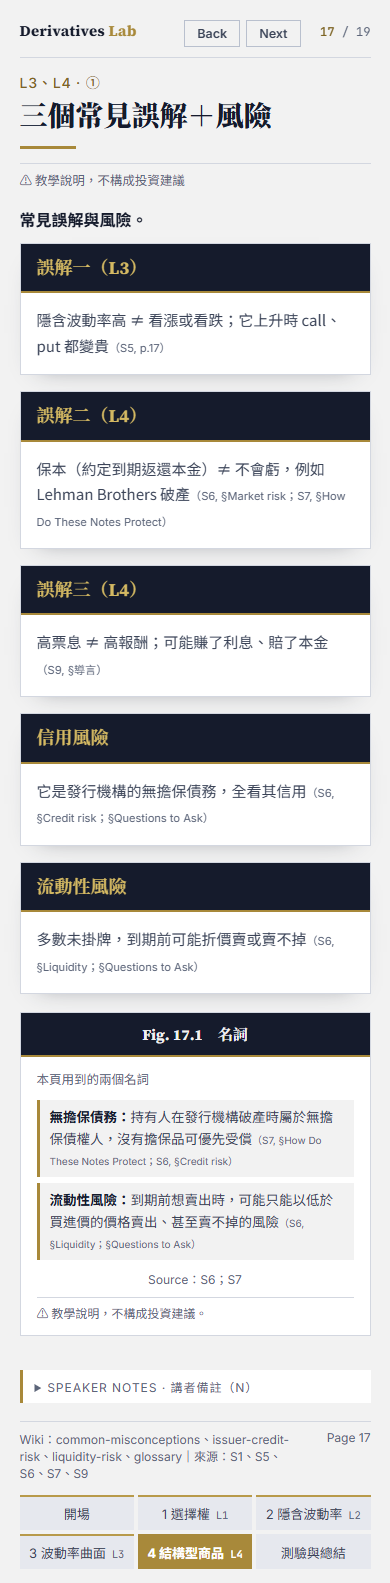 Derivatives Lab
Back Next 17 / 19
L3、L4 · ①
三個常見誤解＋風險
⚠ 教學說明，不構成投資建議
常見誤解與風險。
誤解一（L3）
隱含波動率高 ≠ 看漲或看跌；它上升時 call、
put 都變貴（S5, p.17）
誤解二（L4）
保本（約定到期返還本金）≠ 不會虧，例如
Lehman Brothers 破產（S6, §Market risk；S7, §How
Do These Notes Protect）
誤解三（L4）
高票息 ≠ 高報酬；可能賺了利息、賠了本金
（S9, §導言）
信用風險
它是發行機構的無擔保債務，全看其信用（S6,
§Credit risk；§Questions to Ask）
流動性風險
多數未掛牌，到期前可能折價賣或賣不掉（S6,
§Liquidity；§Questions to Ask）
Fig. 17.1 名詞
本頁用到的兩個名詞
無擔保債務：持有人在發行機構破產時屬於無擔
保債權人，沒有擔保品可優先受償（S7, §How Do
These Notes Protect；S6, §Credit risk）
流動性風險：到期前想賣出時，可能只能以低於
買進價的價格賣出、甚至賣不掉的風險（S6,
§Liquidity；§Questions to Ask）
Source：S6；S7
⚠ 教學說明，不構成投資建議。
▶ SPEAKER NOTES · 講者備註（N）
Wiki：common-misconceptions、issuer-credit-
risk、liquidity-risk、glossary｜來源：S1、S5、
S6、S7、S9
Page 17
開場
1 選擇權 L1
2 隱含波動率 L2
3 波動率曲面 L3
4 結構型商品 L4
測驗與總結